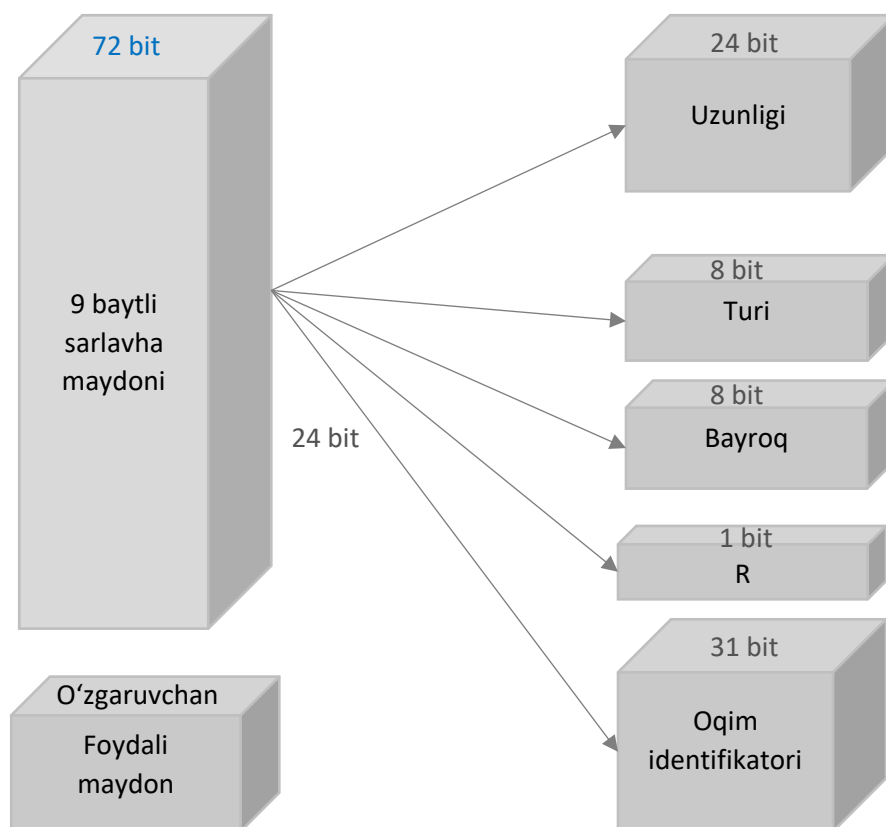 72 bit
9 baytli
sarlavha
maydoni
24 bit
Oʻzgaruvchan
Foydali
maydon
24 bit
Uzunligi
8 bit
Turi
8 bit
Bayroq
1 bit
R
31 bit
Oqim
identifikatori